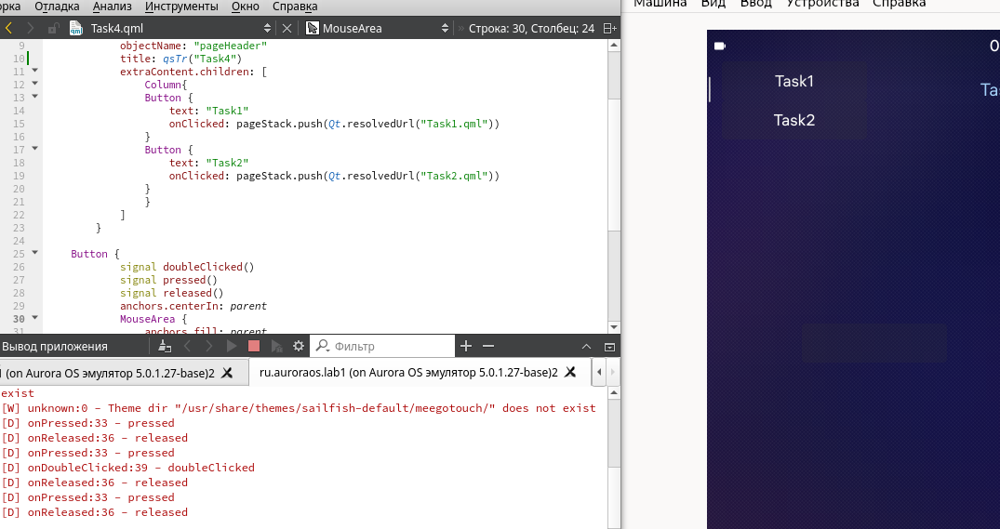 орка Отладка Анализ Инструменты Окно Справка
Машина Вид Ввод Устройства Справка
Task4.qml MouseArea Строка: 30, Столбец: 24
9 objectName: "pageHeader"
10 title: qsTr("Task4")
11 extraContent.children: [
12 Column{
13 Button {
14 text: "Task1"
15 onClicked: pageStack.push(Qt.resolvedUrl("Task1.qml"))
16 }
17 Button {
18 text: "Task2"
19 onClicked: pageStack.push(Qt.resolvedUrl("Task2.qml"))
20 }
21 }
22 ]
23 }
24
25 Button {
26 signal doubleClicked()
27 signal pressed()
28 signal released()
29 anchors.centerIn: parent
30 MouseArea {
31 anchors.fill: parent
Вывод приложения Фильтр
1 (on Aurora OS эмулятор 5.0.1.27-base)2 ru.auroraos.lab1 (on Aurora OS эмулятор 5.0.1.27-base)2
exist
[W] unknown:0 - Theme dir "/usr/share/themes/sailfish-default/meegotouch/" does not exist
[D] onPressed:33 - pressed
[D] onReleased:36 - released
[D] onPressed:33 - pressed
[D] onDoubleClicked:39 - doubleClicked
[D] onReleased:36 - released
[D] onPressed:33 - pressed
[D] onReleased:36 - released
0
Task1
Ta
Task2